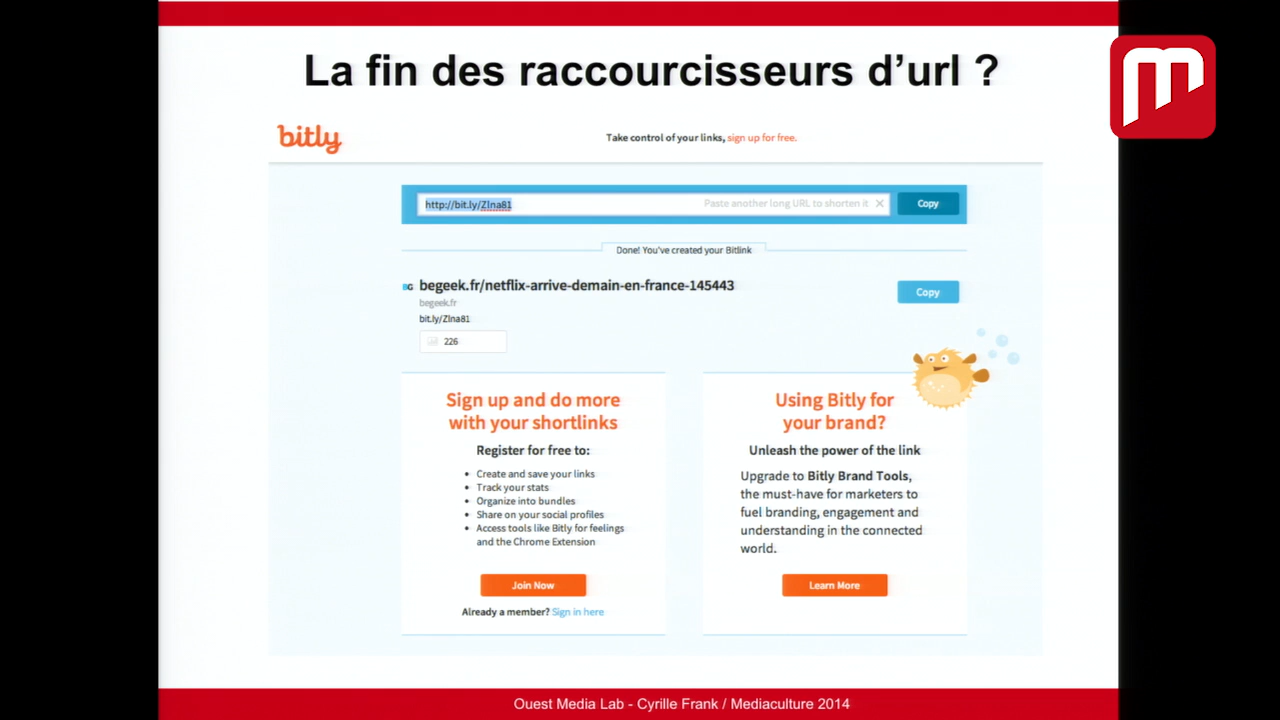 La fin des raccourcisseurs d’url ?
bitly
Take control of your links, sign up for free.
http://bit.ly/ZIna81
Paste another long URL to shorten it
Copy
Done! You've created your Bitlink
BG
begeek.fr/netflix-arrive-demain-en-france-145443
begeek.fr
bit.ly/ZIna81
226
Copy
Sign up and do more
with your shortlinks
Register for free to:
• Create and save your links
• Track your stats
• Organize into bundles
• Share on your social profiles
• Access tools like Bitly for feelings
and the Chrome Extension
Join Now
Already a member? Sign in here
Using Bitly for
your brand?
Unleash the power of the link
Upgrade to Bitly Brand Tools,
the must-have for marketers to
fuel branding, engagement and
understanding in the connected
world.
Learn More
Ouest Media Lab - Cyrille Frank / Mediaculture 2014